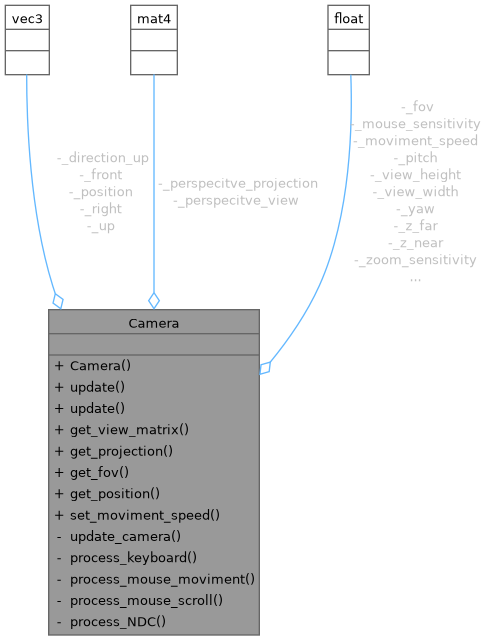 vec3
mat4
float
-_direction_up
-_front
-_position
-_right
-_up
-_perspecitve_projection
-_perspecitve_view
-_fov
-_mouse_sensitivity
-_moviment_speed
-_pitch
-_view_height
-_view_width
-_yaw
-_z_far
-_z_near
-_zoom_sensitivity
...
Camera
+ Camera()
+ update()
+ update()
+ get_view_matrix()
+ get_projection()
+ get_fov()
+ get_position()
+ set_moviment_speed()
- update_camera()
- process_keyboard()
- process_mouse_moviment()
- process_mouse_scroll()
- process_NDC()